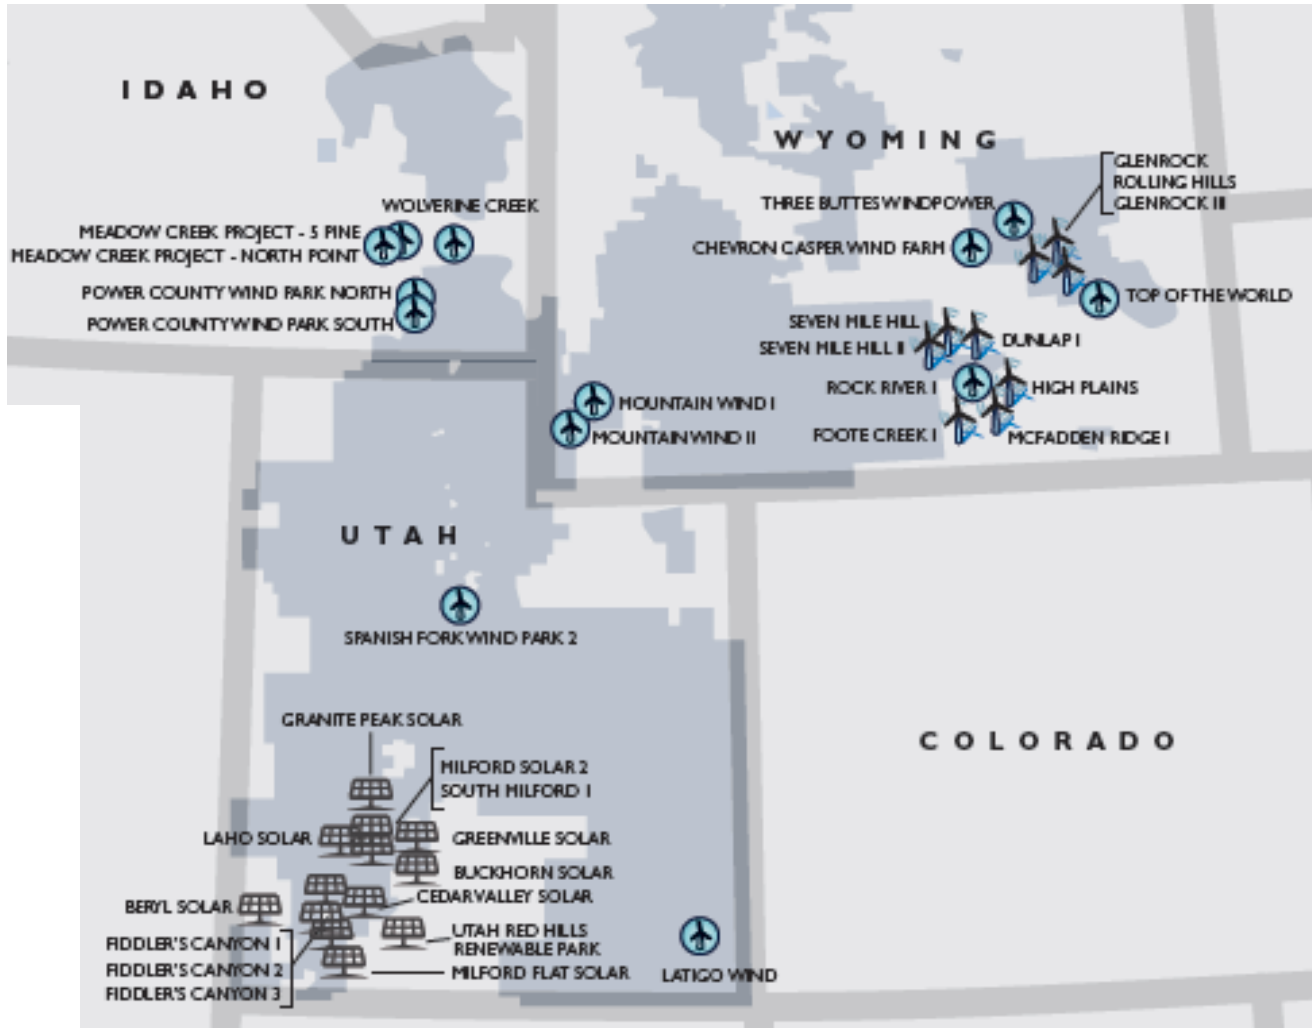 IDAHO
WYOMING
GLENROCK
ROLLING HILLS
GLENROCK III
WOLVERINE CREEK
THREE BUTTES WINDPOWER
MEADOW CREEK PROJECT - 5 PINE
MEADOW CREEK PROJECT - NORTH POINT
CHEVRON CASPER WIND FARM
POWER COUNTY WIND PARK NORTH
TOP OF THE WORLD
POWER COUNTY WIND PARK SOUTH
SEVEN MILE HILL
SEVEN MILE HILL II
DUNLAP I
ROCK RIVER I
HIGH PLAINS
MOUNTAIN WIND I
MOUNTAIN WIND II
FOOTE CREEK I
MCFADDEN RIDGE I
UTAH
SPANISH FORK WIND PARK 2
COLORADO
GRANITE PEAK SOLAR
MILFORD SOLAR 2
SOUTH MILFORD 1
LAHO SOLAR
GREENVILLE SOLAR
BUCKHORN SOLAR
CEDAR VALLEY SOLAR
BERYL SOLAR
UTAH RED HILLS
RENEWABLE PARK
FIDDLER'S CANYON 1
FIDDLER'S CANYON 2
FIDDLER'S CANYON 3
MILFORD FLAT SOLAR
LATIGO WIND